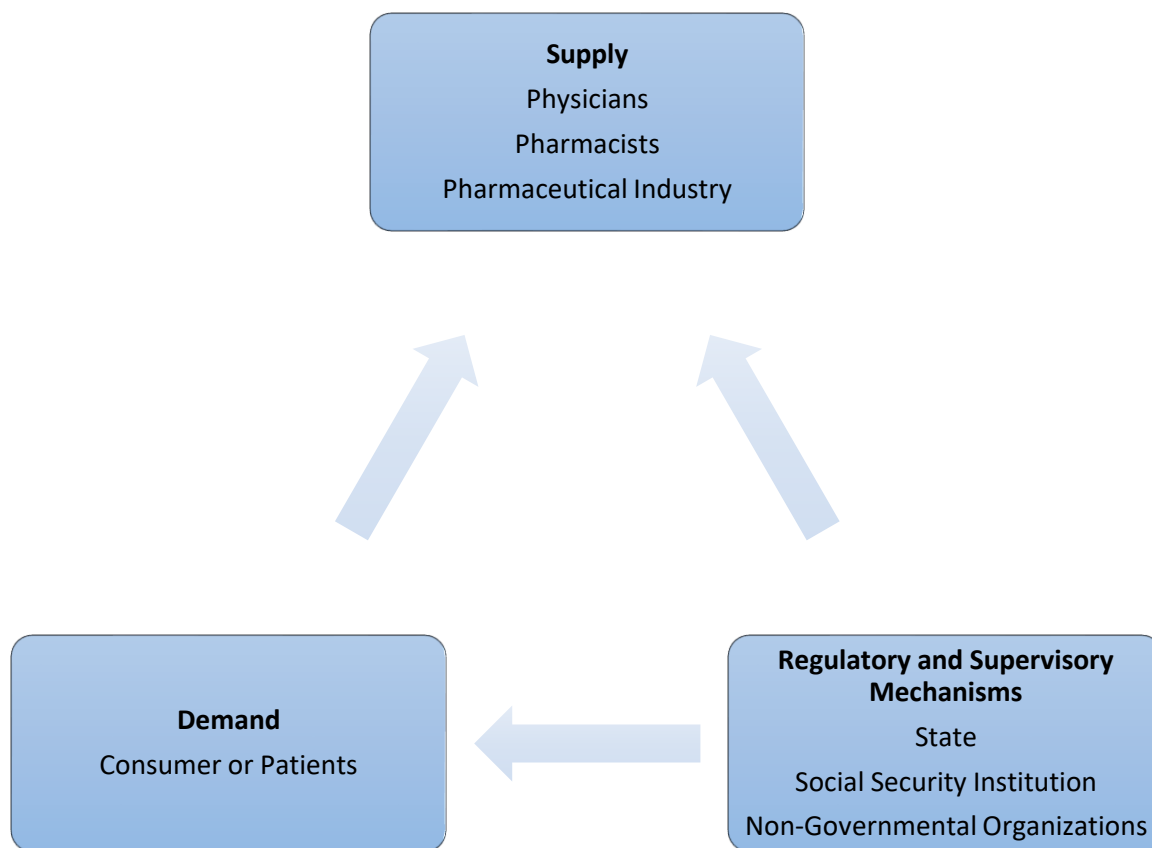 Supply
Physicians
Pharmacists
Pharmaceutical Industry
Demand
Consumer or Patients
Regulatory and Supervisory
Mechanisms
State
Social Security Institution
Non-Governmental Organizations